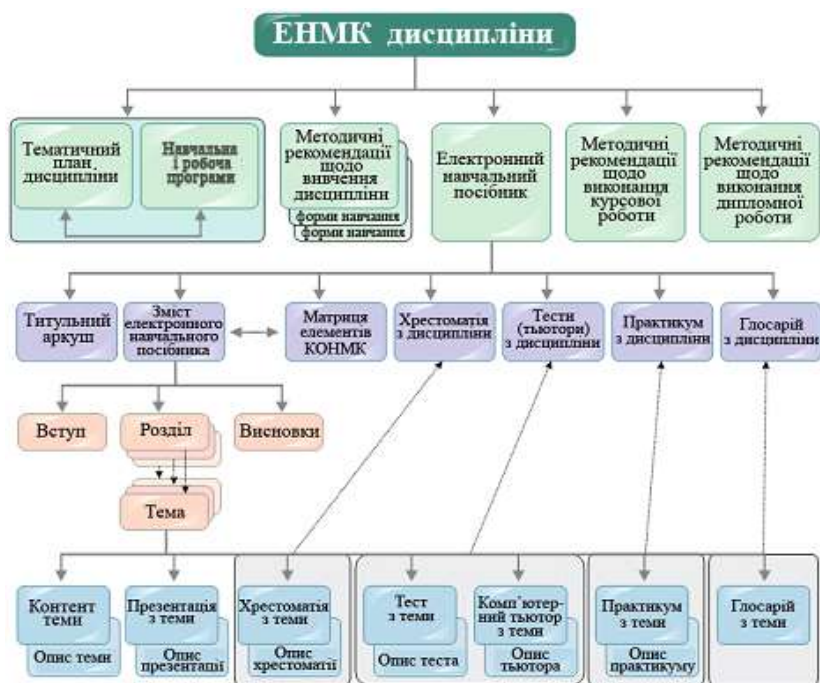 ЕНМК дисципліни
Тематичний
план
дисципліни
Навчальна
і робоча
програми
Методичні
рекомендації
щодо
вивчення
дисципліни
форми навчання
форми навчання
Електронний
навчальний
посібник
Методичні
рекомендації
щодо
виконання
курсової
роботи
Методичні
рекомендації
щодо
виконання
дипломної
роботи
Титульний
аркуш
Зміст
електронного
навчального
посібника
Матриця
елементів
КОНМК
Хрестоматія
з дисципліни
Тести
(тьютори) з
з дисципліни
Практикум
з дисципліни
Глосарій
з дисципліни
Вступ
Розділ
Висновки
Тема
Контент
теми
Опис теми
Презентація
з теми
Опис
презентації
Хрестоматія
з теми
Опис
хрестоматії
Тест
з теми
Опис теста
Комп`ютер-
ний тьютор
з теми
Опис
тьютора
Практикум
з теми
Опис
практикуму
Глосарій
з теми